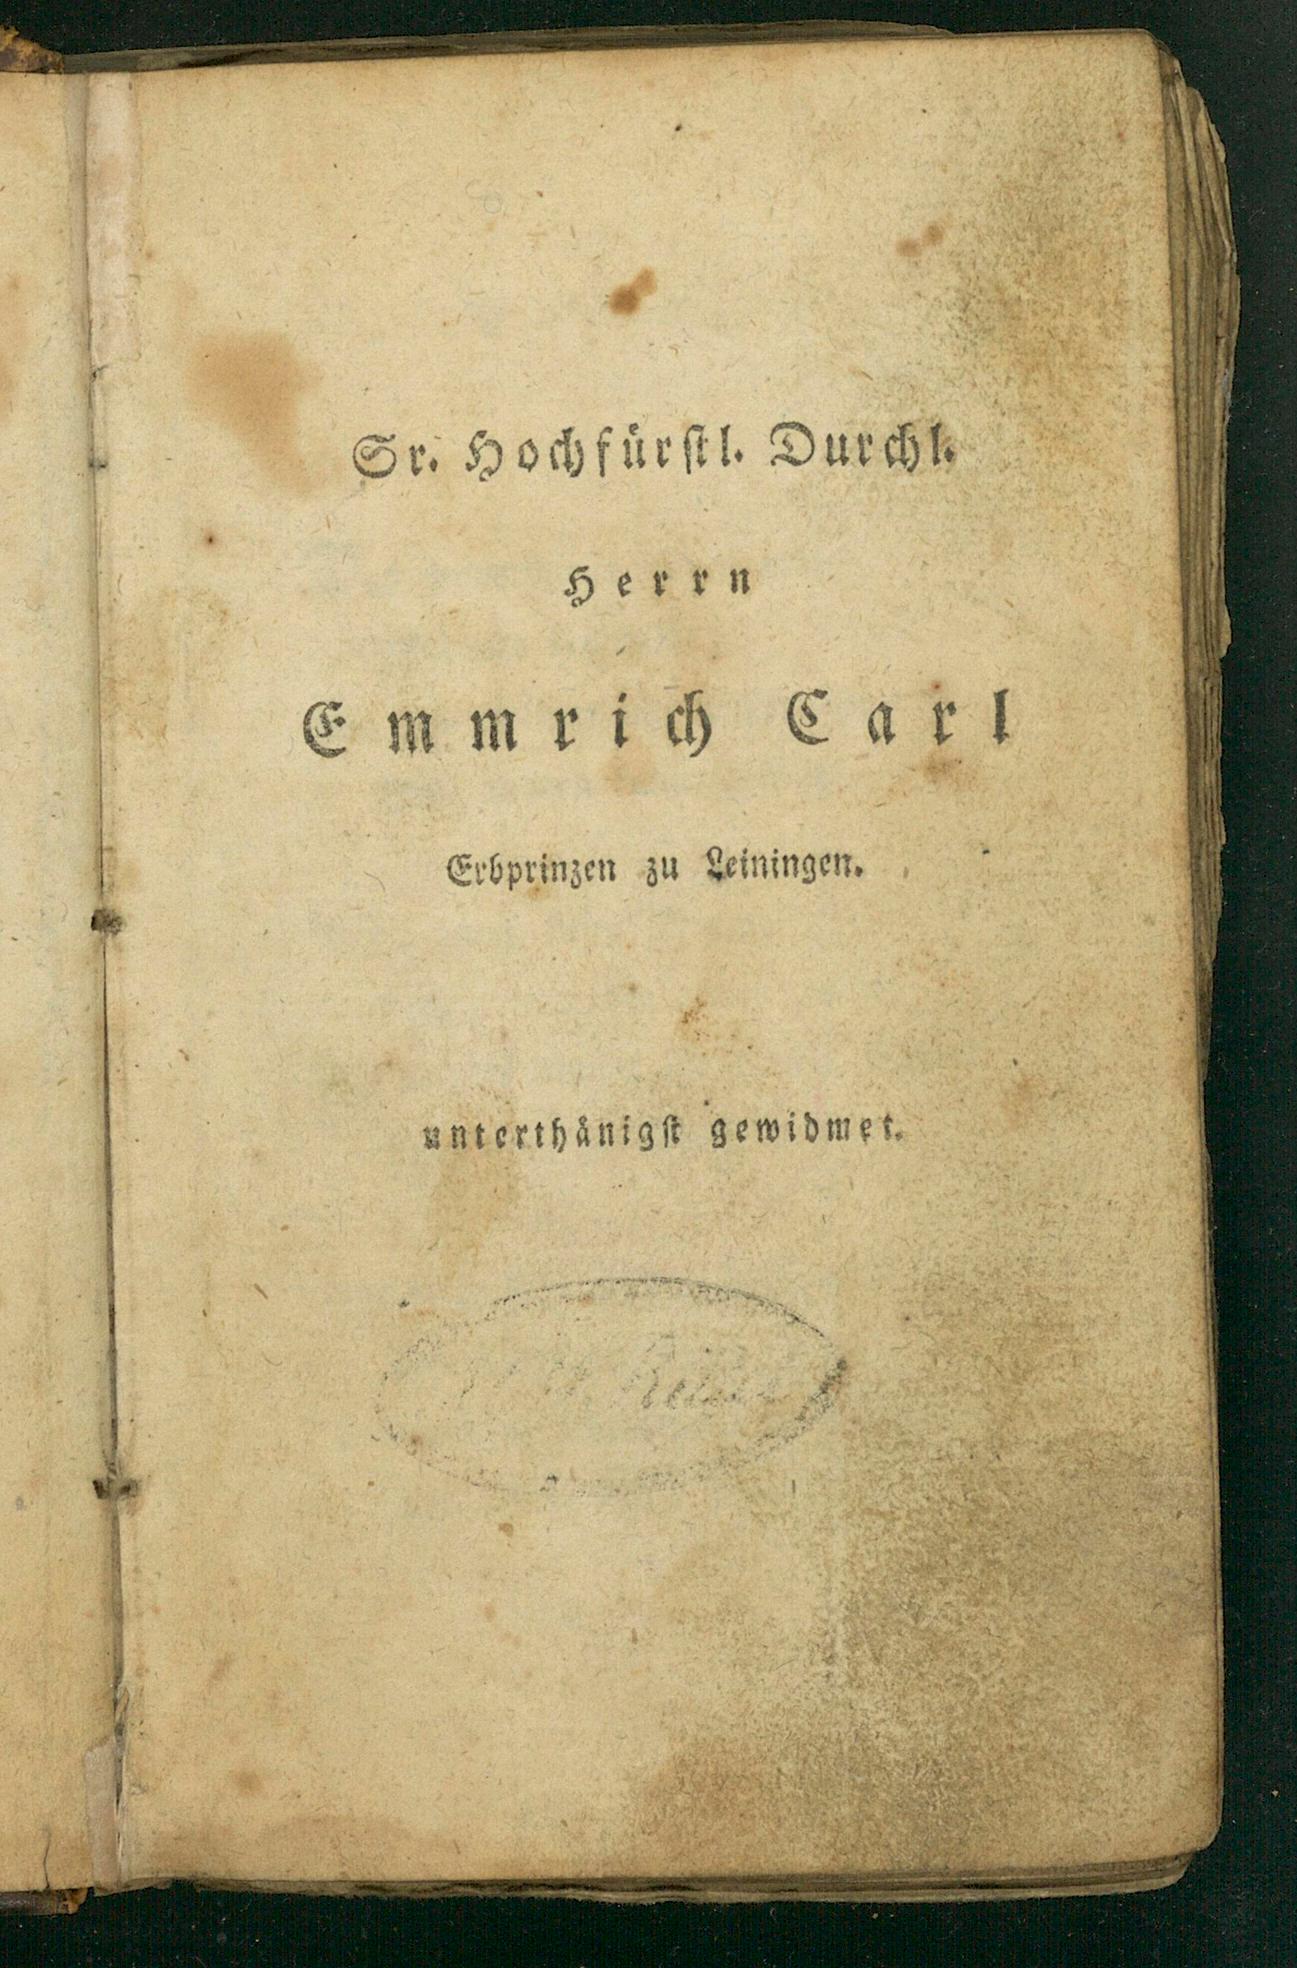 Sr. Hochfürstl. Durchl.
Herrn
Emmrich Carl
Erbprinzen zu Leiningen.
unterthänigst gewidmet.